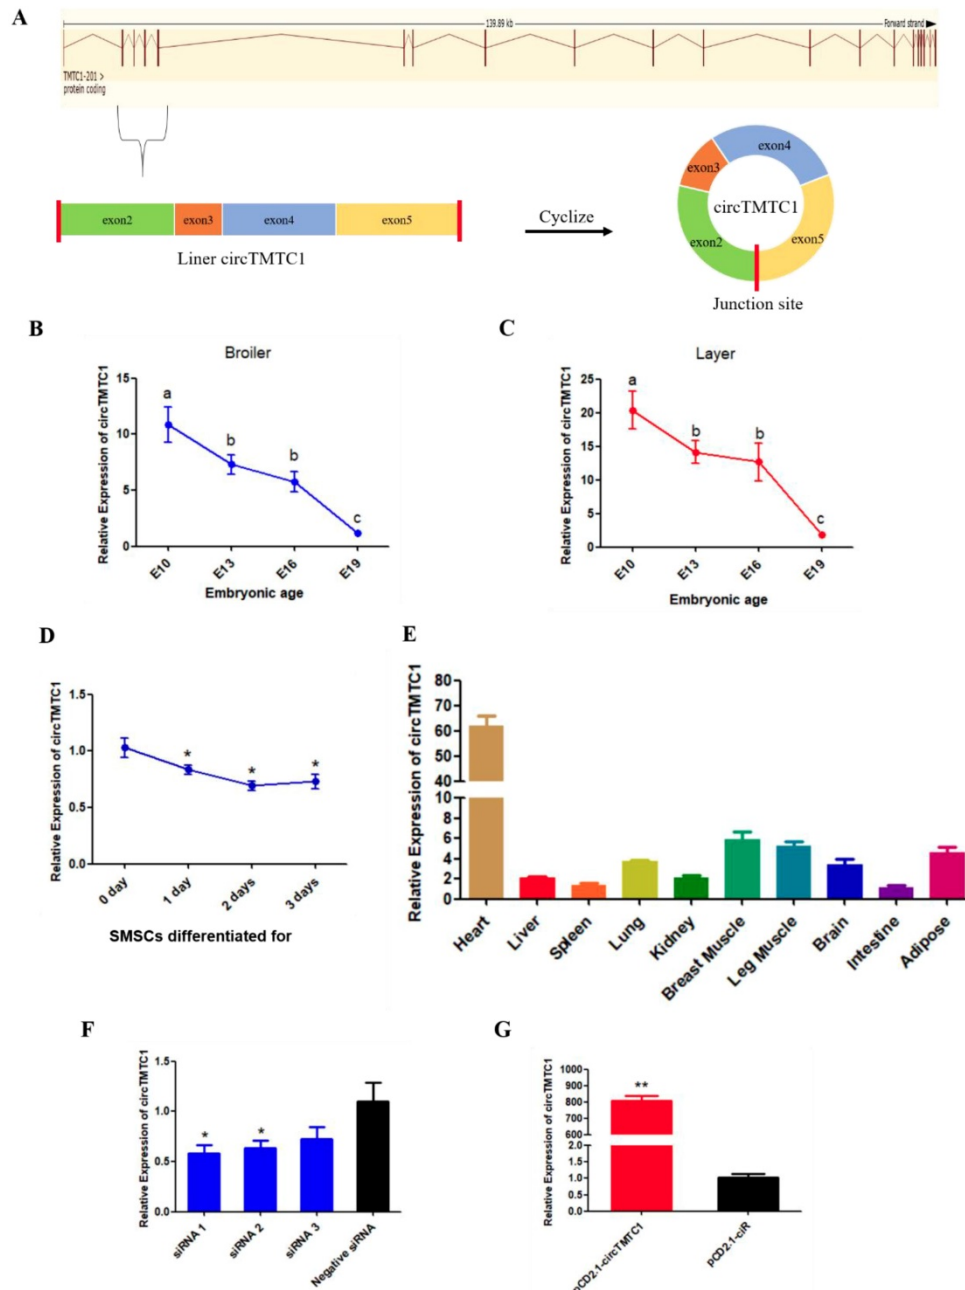 A
139.89 kb
Forward strand
TMTC1-201 >
protein coding
exon2
exon3
exon4
exon5
Liner circTMTC1
Cyclize
exon4
exon3
circTMTC1
exon2
exon5
Junction site
B
Broiler
Relative Expression of circTMTC1
15
10
5
0
a
b
b
c
E10
E13
E16
E19
Embryonic age
C
Layer
Relative Expression of circTMTC1
25
20
15
10
5
0
a
b
b
c
E10
E13
E16
E19
Embryonic age
D
Relative Expression of circTMTC1
1.5
1.0
0.5
0.0
*
*
*
0 day
1 day
2 days
3 days
SMSCs differentiated for
E
Relative Expression of circTMTC1
80
70
60
50
40
10
8
6
4
2
0
Heart
Liver
Spleen
Lung
Kidney
Breast Muscle
Leg Muscle
Brain
Intestine
Adipose
F
Relative Expression of circTMTC1
1.5
1.0
0.5
0.0
*
*
siRNA 1
siRNA 2
siRNA 3
Negative siRNA
G
Relative Expression of circTMTC1
1000
900
800
700
600
2.0
1.5
1.0
0.5
0.0
**
pCD2.1-circTMTC1
pCD2.1-ciR